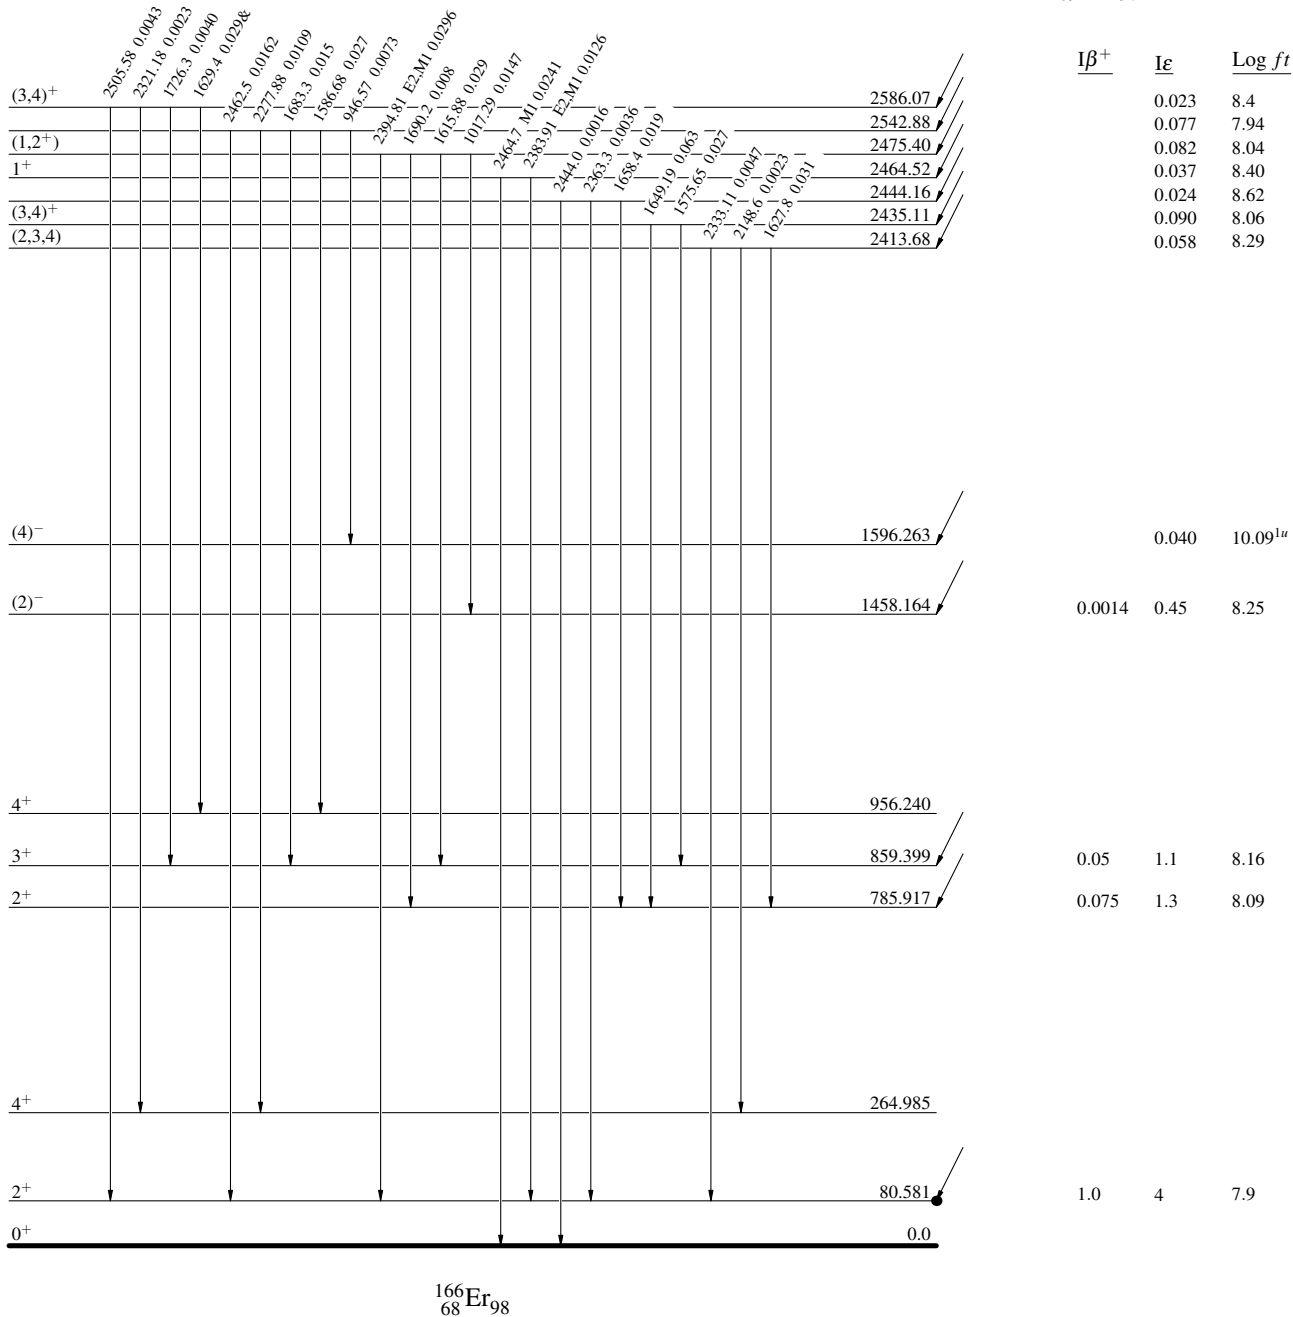 2505.58 0.0043
2321.18 0.0023
1726.3 0.0040
1629.4 0.029&
2462.5 0.0162
2277.88 0.0109
1683.3 0.015
1586.68 0.027
946.57 0.0073
2394.81 E2,M1 0.0296
1690.2 0.008
1615.88 0.029
1017.29 0.0147
2464.7 M1 0.0241
2383.91 E2,M1 0.0126
2444.0 0.0016
2363.3 0.0036
1658.4 0.019
1649.19 0.063
1575.65 0.027
2333.11 0.0047
2148.6 0.0023
1627.8 0.031
Iβ⁺ Iε Log ft
(3,4)⁺ 2586.07 0.023 8.4
2542.88 0.077 7.94
(1,2⁺) 2475.40 0.082 8.04
1⁺ 2464.52 0.037 8.40
2444.16 0.024 8.62
(3,4)⁺ 2435.11 0.090 8.06
(2,3,4) 2413.68 0.058 8.29
(4)⁻ 1596.263 0.040 10.09¹ᵘ
(2)⁻ 1458.164 0.0014 0.45 8.25
4⁺ 956.240
3⁺ 859.399 0.05 1.1 8.16
2⁺ 785.917 0.075 1.3 8.09
4⁺ 264.985
2⁺ 80.581 1.0 4 7.9
0⁺ 0.0
¹⁶⁶₆₈Er₉₈